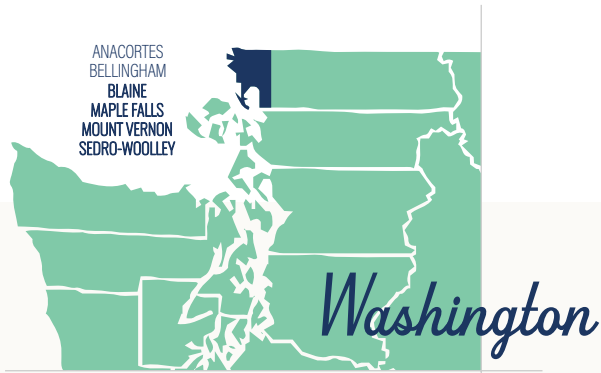 ANACORTES
BELLINGHAM
BLAINE
MAPLE FALLS
MOUNT VERNON
SEDRO-WOOLLEY
Washington